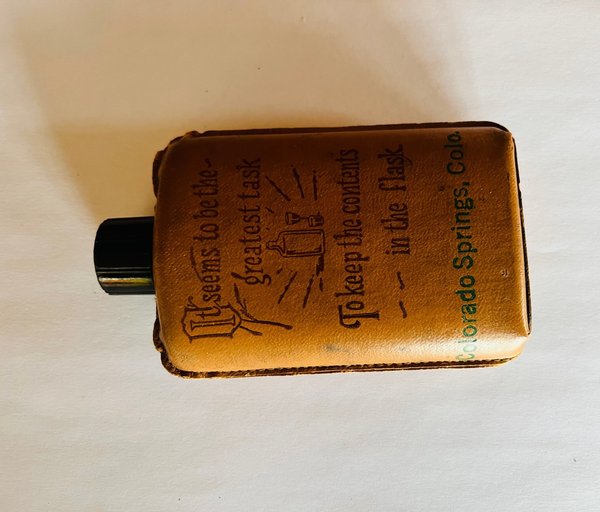 It seems to be the
greatest task
To keep the contents
in the flask
Colorado Springs, Colo.